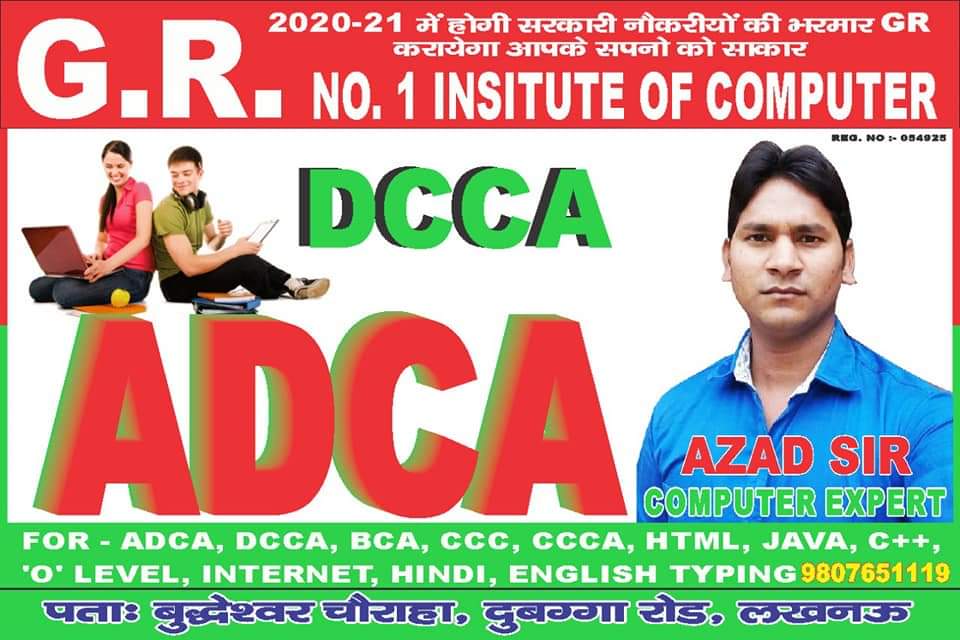 G.R.
2020-21 में होगी सरकारी नौकरीयों की भरमार GR
करायेगा आपके सपनो को साकार
NO. 1 INSITUTE OF COMPUTER
REG. NO :- 054925
DCCA
ADCA
AZAD SIR
COMPUTER EXPERT
FOR - ADCA, DCCA, BCA, CCC, CCCA, HTML, JAVA, C++,
'O' LEVEL, INTERNET, HINDI, ENGLISH TYPING 9807651119
पताः बुद्धेश्वर चौराहा, दुबग्गा रोड, लखनऊ